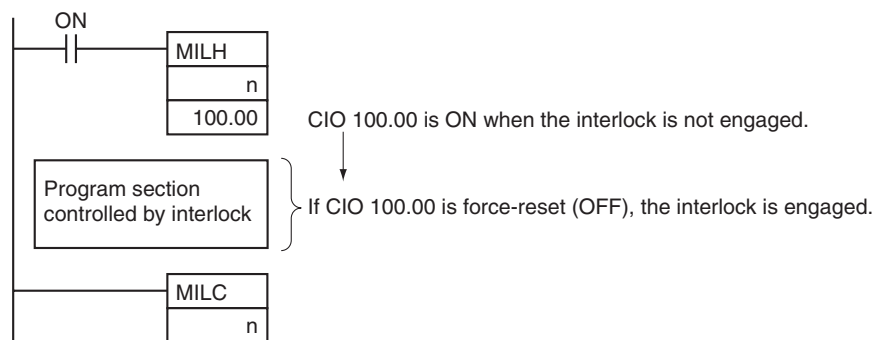 ON
MILH
n
100.00
CIO 100.00 is ON when the interlock is not engaged.
Program section
controlled by interlock
If CIO 100.00 is force-reset (OFF), the interlock is engaged.
MILC
n